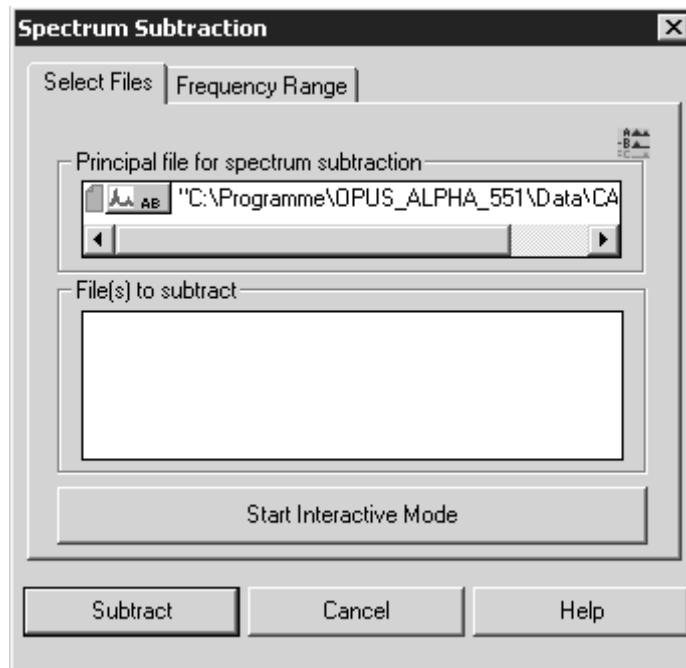 Spectrum Subtraction
Select Files
Frequency Range
Principal file for spectrum subtraction
AB "C:\Programme\OPUS_ALPHA_551\Data\CA
File(s) to subtract
Start Interactive Mode
Subtract
Cancel
Help